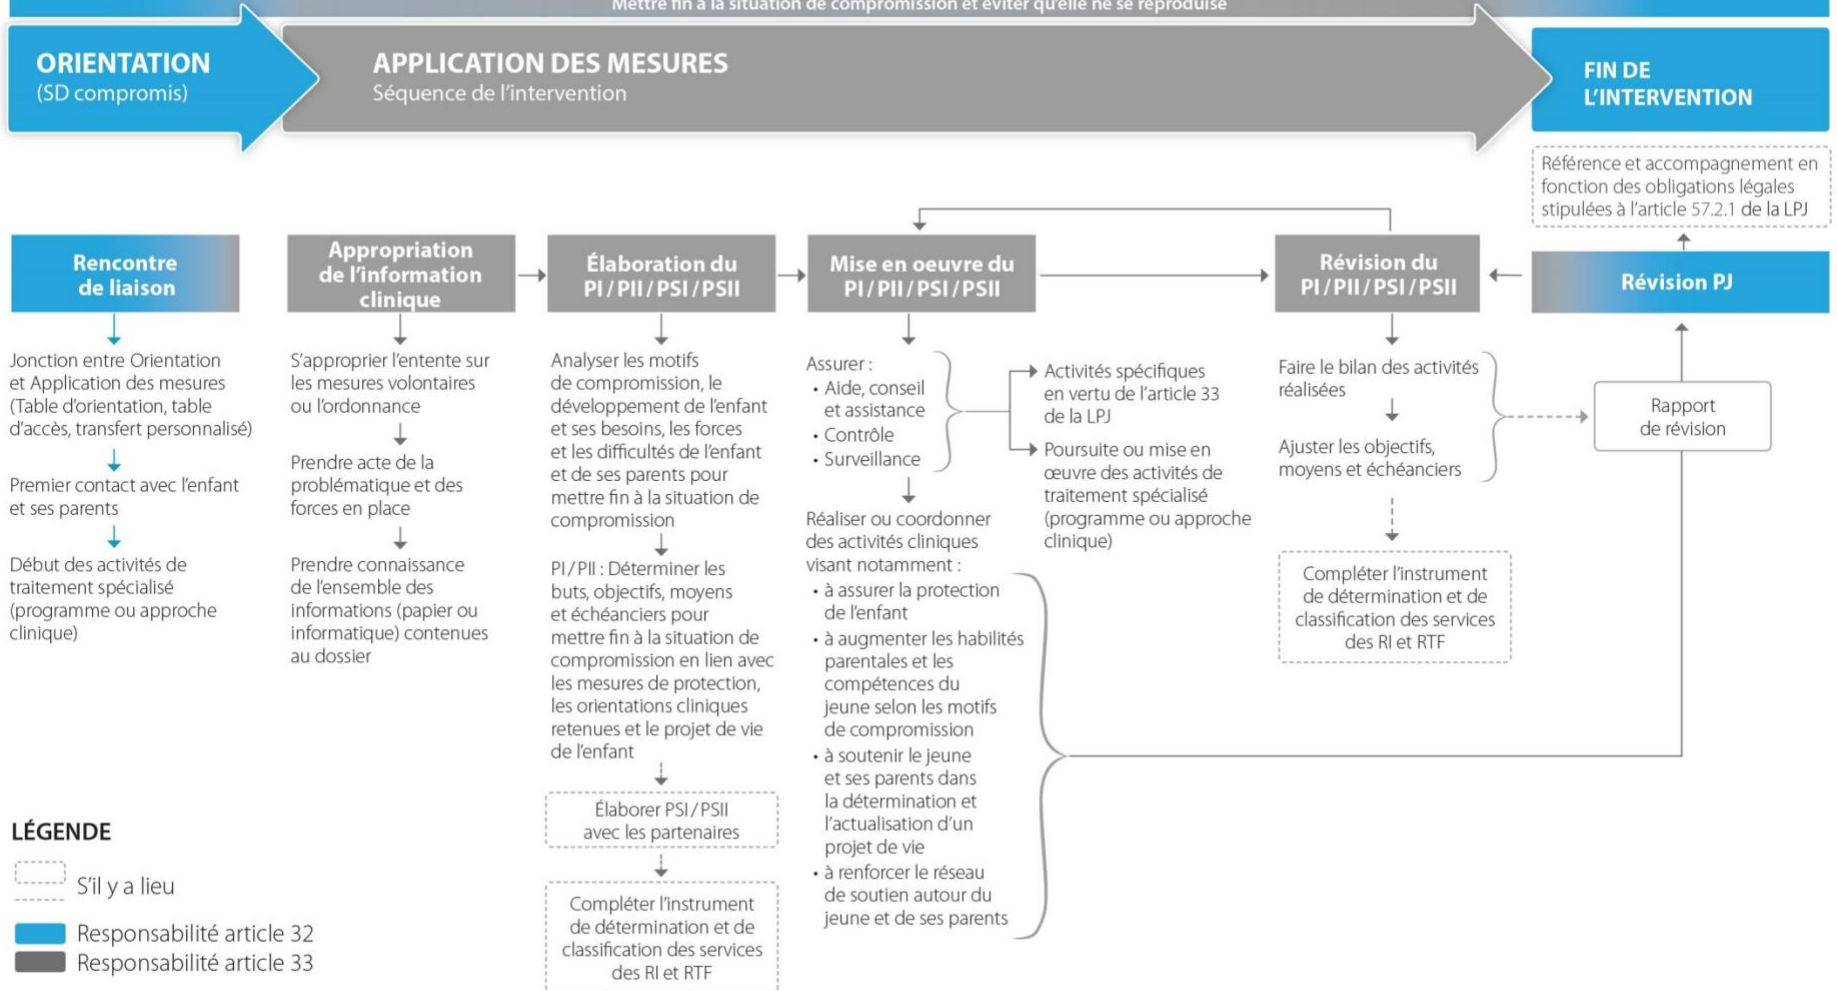 Mettre fin à la situation de compromission et éviter qu'elle ne se reproduise
ORIENTATION
(SD compromis)
APPLICATION DES MESURES
Séquence de l'intervention
FIN DE
L'INTERVENTION
Référence et accompagnement en
fonction des obligations légales
stipulées à l'article 57.2.1 de la LPJ
Rencontre
de liaison
Jonction entre Orientation
et Application des mesures
(Table d'orientation, table
d'accès, transfert personnalisé)
Premier contact avec l'enfant
et ses parents
Début des activités de
traitement spécialisé
(programme ou approche
clinique)
Appropriation
de l'information
clinique
S'approprier l'entente sur
les mesures volontaires
ou l'ordonnance
Prendre acte de la
problématique et des
forces en place
Prendre connaissance
de l'ensemble des
informations (papier ou
informatique) contenues
au dossier
Élaboration du
PI/PII/PSI/PSII
Analyser les motifs
de compromission, le
développement de l'enfant
et ses besoins, les forces
et les difficultés de l'enfant
et de ses parents pour
mettre fin à la situation de
compromission
PI/PII : Déterminer les
buts, objectifs, moyens
et échéanciers pour
mettre fin à la situation de
compromission en lien avec
les mesures de protection,
les orientations cliniques
retenues et le projet de vie
de l'enfant
Élaborer PSI/PSII
avec les partenaires
Compléter l'instrument
de détermination et de
classification des services
des RI et RTF
Mise en oeuvre du
PI/PII/PSI/PSII
Assurer :
• Aide, conseil
et assistance
• Contrôle
• Surveillance
Activités spécifiques
en vertu de l'article 33
de la LPJ
Poursuite ou mise en
œuvre des activités de
traitement spécialisé
(programme ou approche
clinique)
Réaliser ou coordonner
des activités cliniques
visant notamment :
• à assurer la protection
de l'enfant
• à augmenter les habilités
parentales et les
compétences du
jeune selon les motifs
de compromission
• à soutenir le jeune
et ses parents dans
la détermination et
l'actualisation d'un
projet de vie
• à renforcer le réseau
de soutien autour du
jeune et de ses parents
Révision du
PI/PII/PSI/PSII
Faire le bilan des activités
réalisées
Ajuster les objectifs,
moyens et échéanciers
Compléter l'instrument
de détermination et de
classification des services
des RI et RTF
Révision PJ
Rapport
de révision
LÉGENDE
S'il y a lieu
Responsabilité article 32
Responsabilité article 33